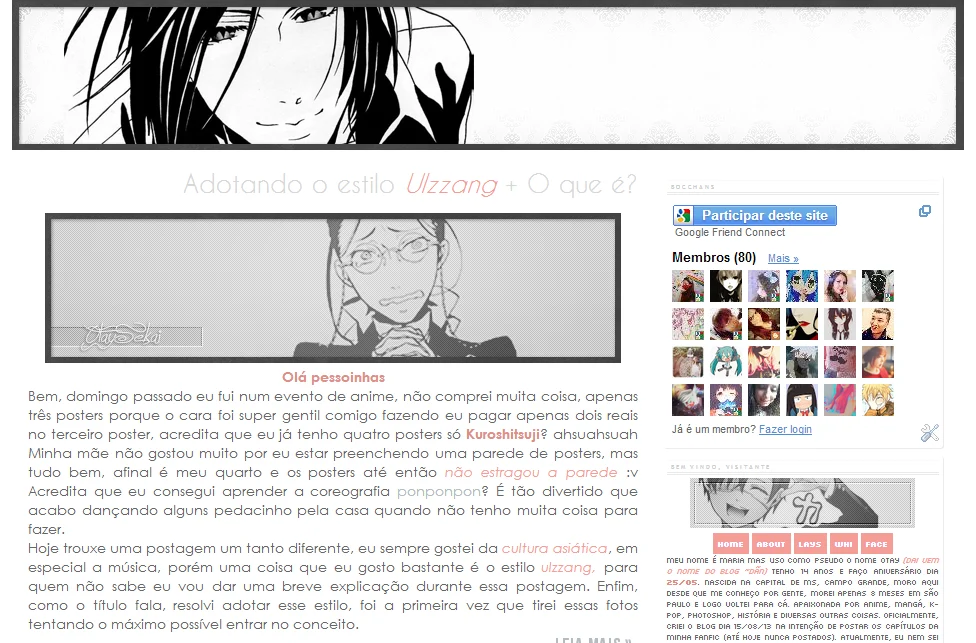 Adotando o estilo Ulzzang + O que é?
OtawSekai
Olá pessoinhas
Bem, domingo passado eu fui num evento de anime, não comprei muita coisa, apenas
três posters porque o cara foi super gentil comigo fazendo eu pagar apenas dois reais
no terceiro poster, acredita que eu já tenho quatro posters só Kuroshitsuji? ahsuahsuah
Minha mãe não gostou muito por eu estar preenchendo uma parede de posters, mas
tudo bem, afinal é meu quarto e os posters até então não estragou a parede :v
Acredita que eu consegui aprender a coreografia ponponpon? É tão divertido que
acabo dançando alguns pedacinho pela casa quando não tenho muita coisa para
fazer.
Hoje trouxe uma postagem um tanto diferente, eu sempre gostei da cultura asiática, em
especial a música, porém uma coisa que eu gosto bastante é o estilo ulzzang, para
quem não sabe eu vou dar uma breve explicação durante essa postagem. Enfim,
como o título fala, resolvi adotar esse estilo, foi a primeira vez que tirei essas fotos
tentando o máximo possível entrar no conceito.
LEIA MAIS »
BOCCHANS
Participar deste site
Google Friend Connect
Membros (80) Mais »
Já é um membro? Fazer login
BEM VINDO, VISITANTE
HOME ABOUT LAYS WHI FACE
MEU NOME É MARIA MAS USO COMO PSEUDO O NOME OTAY (DAI VEM
O NOME DO BLOG "DÃN) TENHO 14 ANOS E FAÇO ANIVERSÁRIO DIA
25/05. NASCIDA NA CAPITAL DE MS, CAMPO GRANDE, MORO AQUI
DESDE QUE ME CONHEÇO POR GENTE, MOREI APENAS 8 MESES EM SÃO
PAULO E LOGO VOLTEI PARA CÁ. APAIXONADA POR ANIME, MANGÁ, K-
POP, PHOTOSHOP, HISTÓRIA E DIVERSAS OUTRAS COISAS. OFICIALMENTE,
CRIEI O BLOG DIA 15/08/13 NA INTENÇÃO DE POSTAR OS CAPÍTULOS DA
MINHA FANFIC (ATÉ HOJE NUNCA POSTADOS). ATUALMENTE, EU NEM SEI